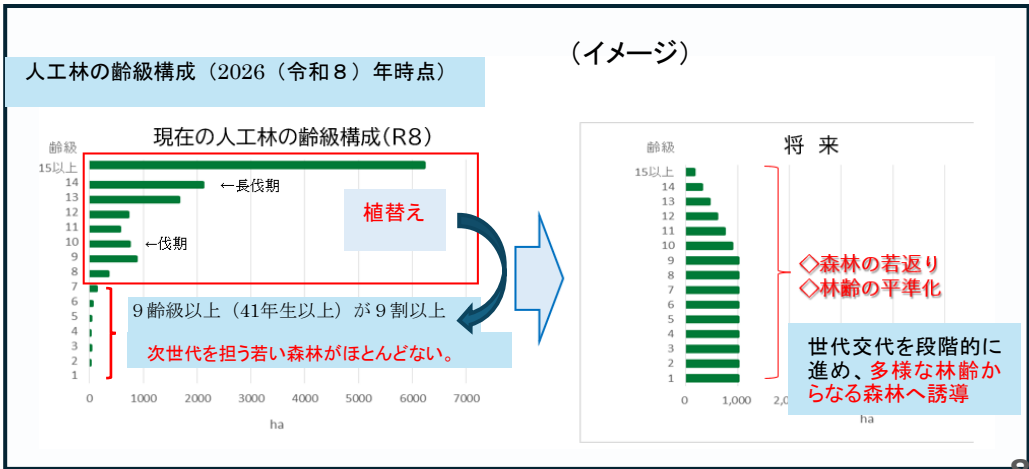 (イメージ)
人工林の齢級構成（2026（令和８）年時点）
現在の人工林の齢級構成(R8)
齢級
15以上
14 ←長伐期
13
12
11
10 ←伐期
9
8
7
6
5
4
3
2
1
植替え
９齢級以上（41年生以上）が９割以上
次世代を担う若い森林がほとんどない。
0 1000 2000 3000 4000 5000 6000 7000
ha
将 来
齢級
15以上
14
13
12
11
10
9
8
7
6
5
4
3
2
1
◇森林の若返り
◇林齢の平準化
世代交代を段階的に
進め、多様な林齢か
らなる森林へ誘導
0 1,000
ha